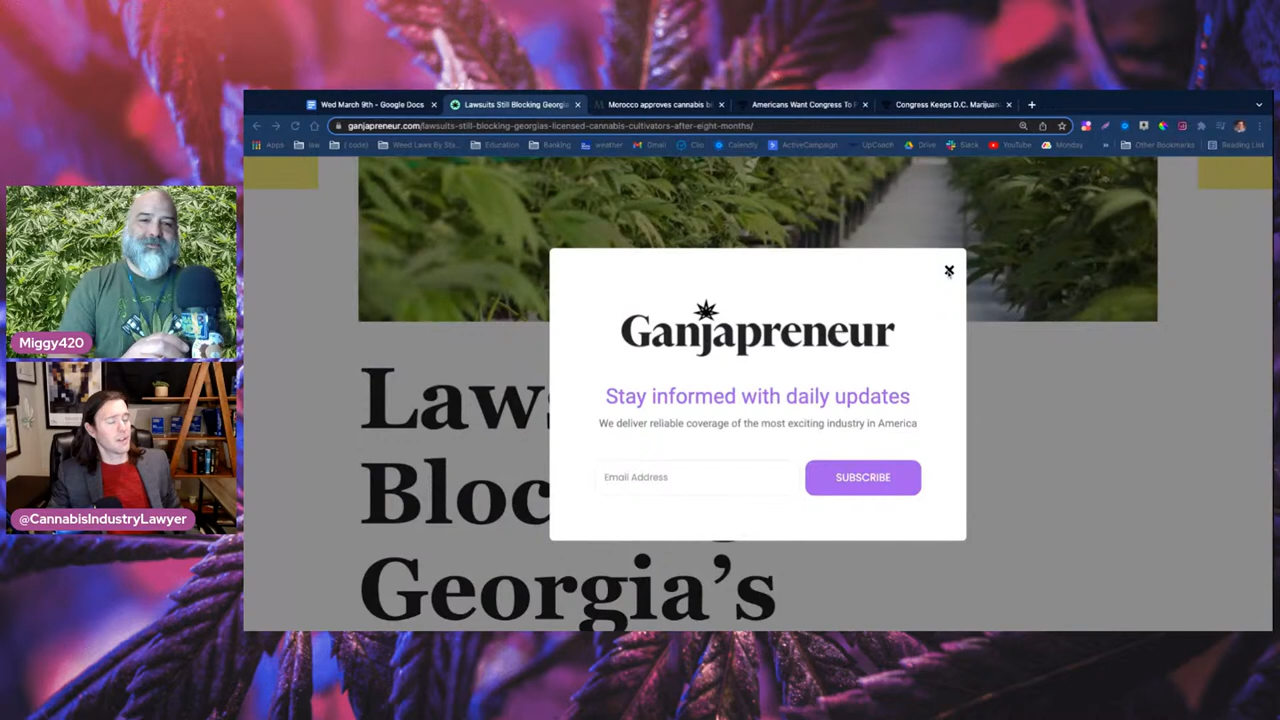 Wed March 9th - Google Docs
Lawsuits Still Blocking Georgia
Morocco approves cannabis bi
Americans Want Congress To P
Congress Keeps D.C. Marijuan
ganjapreneur.com/lawsuits-still-blocking-georgias-licensed-cannabis-cultivators-after-eight-months/
Apps
law
( code)
Weed Laws By Sta...
Education
Banking
weather
Gmail
Clio
Calendly
ActiveCampaign
UpCoach
Drive
Slack
YouTube
Monday
Other Bookmarks
Reading List
Miggy420
@CannabisIndustryLawyer
Laws
Bloc
Georgia's
Ganjapreneur
Stay informed with daily updates
We deliver reliable coverage of the most exciting industry in America
Email Address
SUBSCRIBE